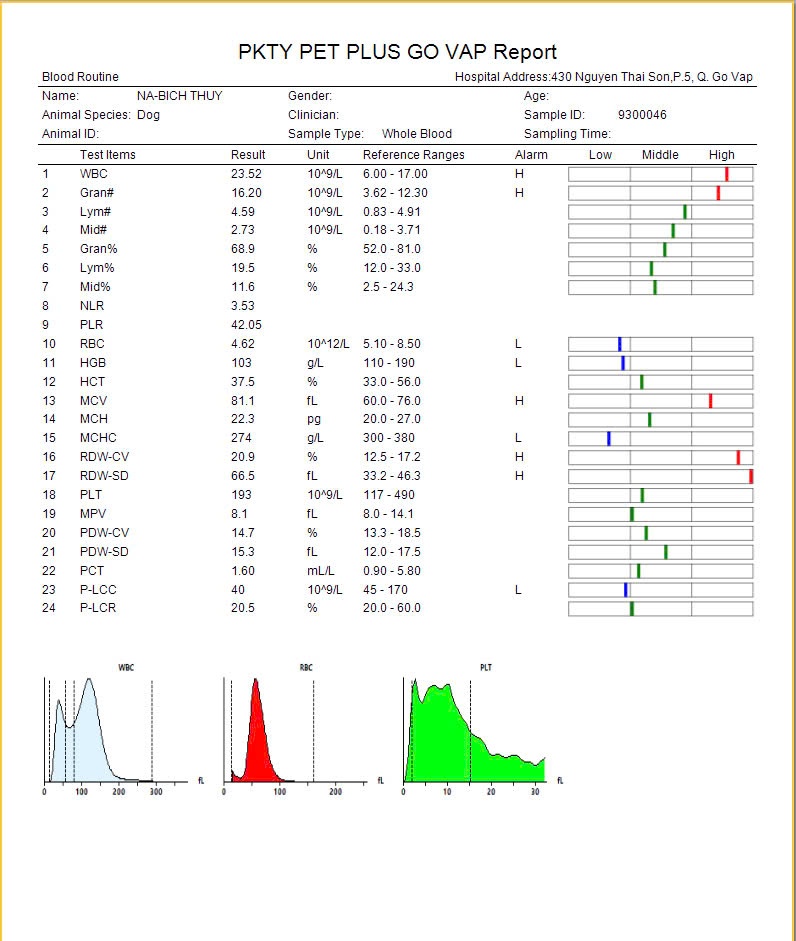 PKTY PET PLUS GO VAP Report
Blood Routine Hospital Address:430 Nguyen Thai Son,P.5, Q. Go Vap
Name: NA-BICH THUY Gender: Age:
Animal Species: Dog Clinician: Sample ID: 9300046
Animal ID: Sample Type: Whole Blood Sampling Time:
Test Items Result Unit Reference Ranges Alarm Low Middle High
1 WBC 23.52 10^9/L 6.00 - 17.00 H
2 Gran# 16.20 10^9/L 3.62 - 12.30 H
3 Lym# 4.59 10^9/L 0.83 - 4.91
4 Mid# 2.73 10^9/L 0.18 - 3.71
5 Gran% 68.9 % 52.0 - 81.0
6 Lym% 19.5 % 12.0 - 33.0
7 Mid% 11.6 % 2.5 - 24.3
8 NLR 3.53
9 PLR 42.05
10 RBC 4.62 10^12/L 5.10 - 8.50 L
11 HGB 103 g/L 110 - 190 L
12 HCT 37.5 % 33.0 - 56.0
13 MCV 81.1 fL 60.0 - 76.0 H
14 MCH 22.3 pg 20.0 - 27.0
15 MCHC 274 g/L 300 - 380 L
16 RDW-CV 20.9 % 12.5 - 17.2 H
17 RDW-SD 66.5 fL 33.2 - 46.3 H
18 PLT 193 10^9/L 117 - 490
19 MPV 8.1 fL 8.0 - 14.1
20 PDW-CV 14.7 % 13.3 - 18.5
21 PDW-SD 15.3 fL 12.0 - 17.5
22 PCT 1.60 mL/L 0.90 - 5.80
23 P-LCC 40 10^9/L 45 - 170 L
24 P-LCR 20.5 % 20.0 - 60.0
WBC RBC PLT
fL fL fL
0 100 200 300 0 100 200 0 10 20 30